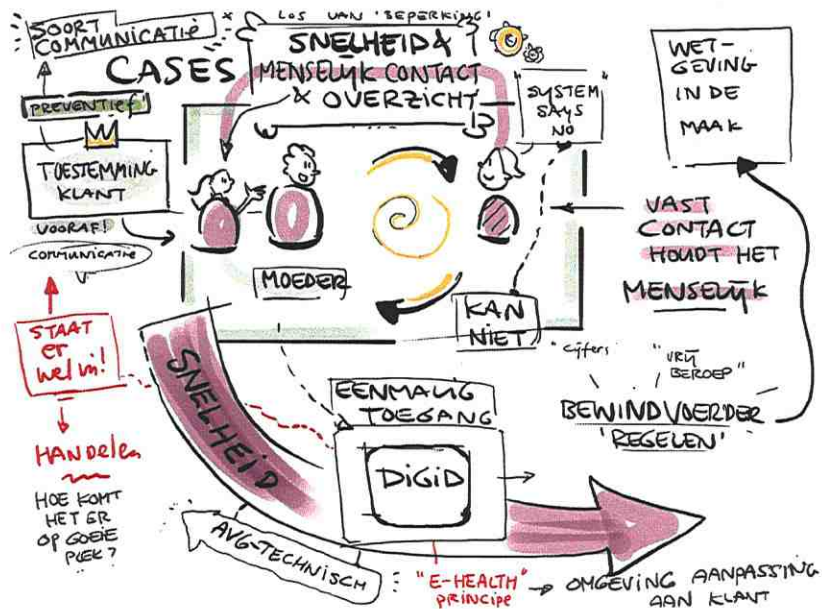 SOORT
COMMUNICATIE
LOS VAN 'BEPERKING'
CASES
SNELHEID &
MENSELIJK CONTACT
& OVERZICHT
"SYSTEM
SAYS
NO"
WET-
GEVING
IN DE
MAAK
PREVENTIEF
TOESTEMMING
KLANT
VOORAF!
COMMUNICATIE
MOEDER
KAN
NIET
VAST
CONTACT
HOUDT HET
MENSELIJK
STAAT
er
wel in!
HANDELEN
HOE KOMT
HET ER
OP GOEIE
PLEK?
SNELHEID
EENMALIG
TOEGANG
DiGiD
"cijfers"
"VRIJ
BEROEP"
BEWINDVOERDER
'REGELEN'
AVG-TECHNISCH
"E-HEALTH"
PRINCIPE
OMGEVING AANPASSING
AAN KLANT